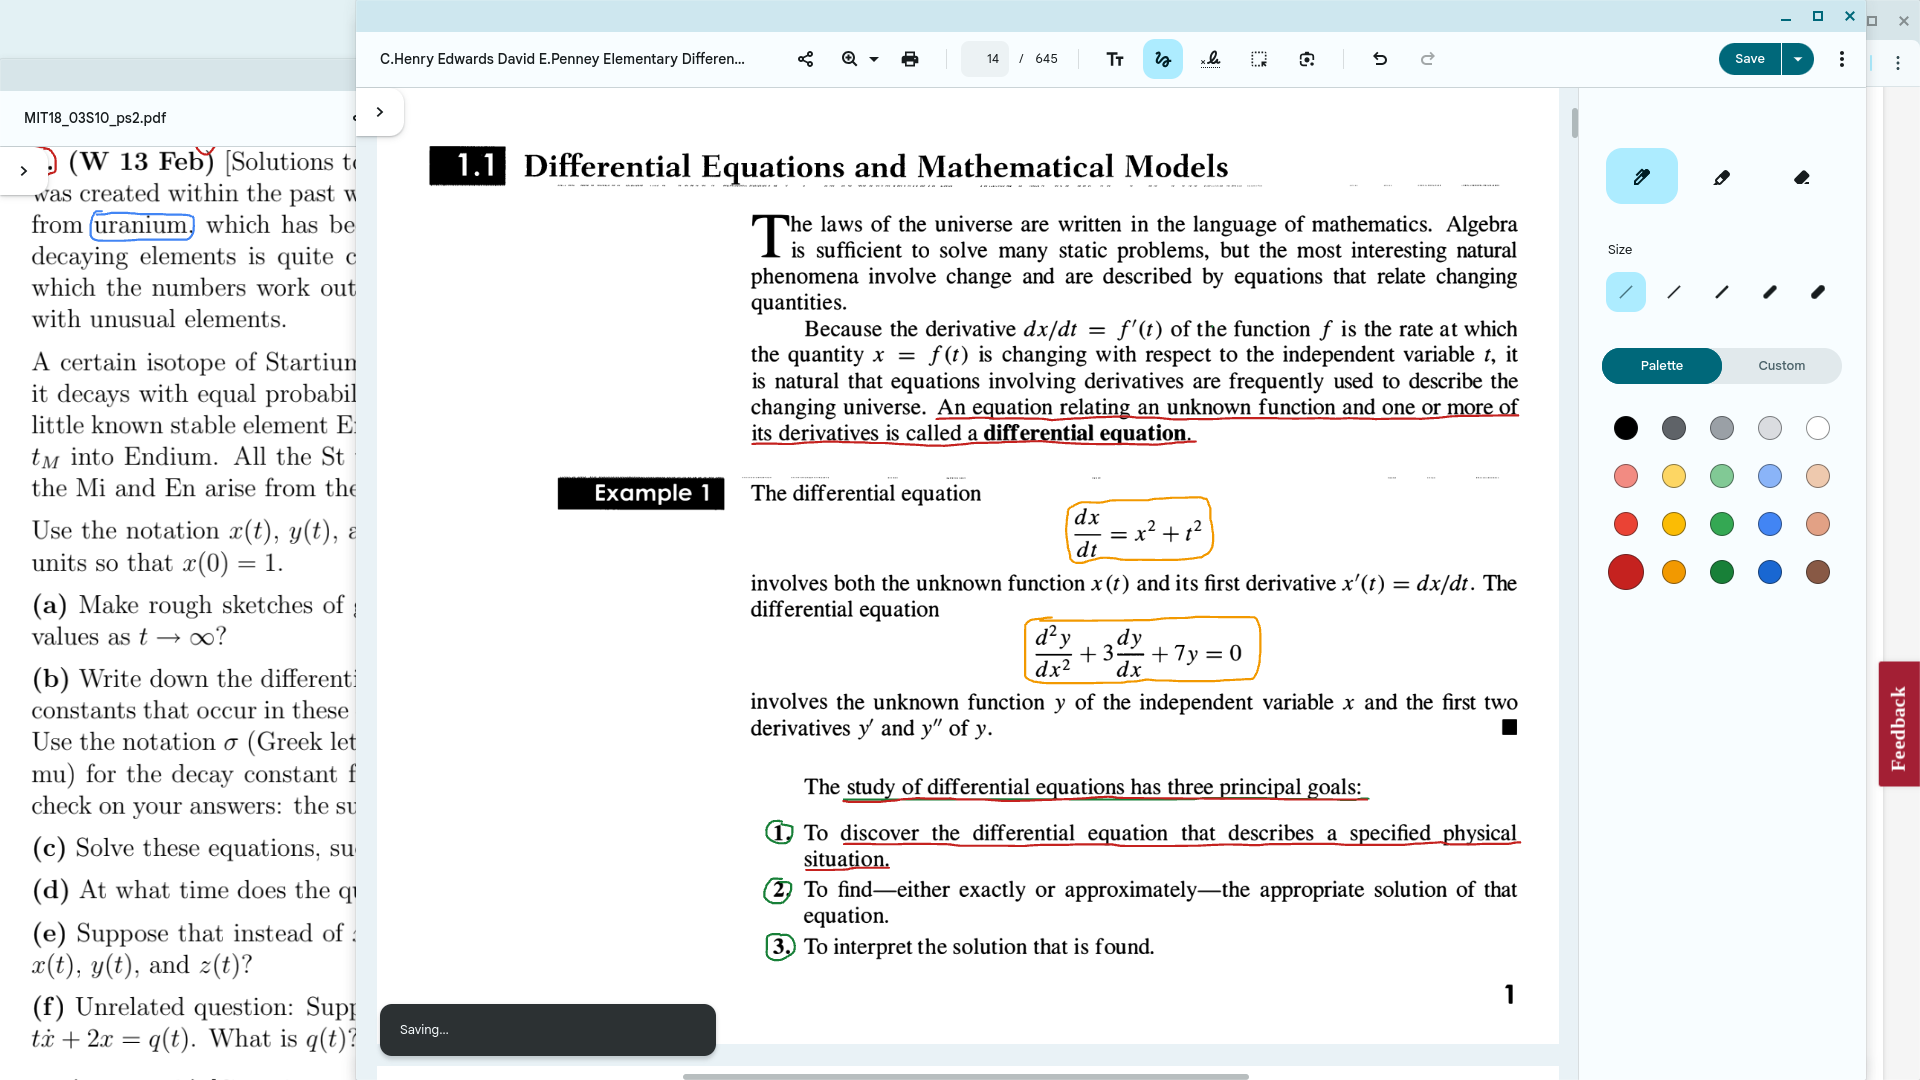 C.Henry Edwards David E.Penney Elementary Differen...
14 / 645
Save
MIT18_03S10_ps2.pdf
(W 13 Feb) [Solutions to
was created within the past w
from uranium, which has be
decaying elements is quite c
which the numbers work out
with unusual elements.
A certain isotope of Startium
it decays with equal probabil
little known stable element E
t_M into Endium. All the St
the Mi and En arise from the
Use the notation x(t), y(t), a
units so that x(0) = 1.
(a) Make rough sketches of
values as t → ∞?
(b) Write down the differenti
constants that occur in these
Use the notation σ (Greek let
mu) for the decay constant f
check on your answers: the su
(c) Solve these equations, su
(d) At what time does the qu
(e) Suppose that instead of
x(t), y(t), and z(t)?
(f) Unrelated question: Supp
tẋ + 2x = q(t). What is q(t)?
1.1 Differential Equations and Mathematical Models
The laws of the universe are written in the language of mathematics. Algebra
is sufficient to solve many static problems, but the most interesting natural
phenomena involve change and are described by equations that relate changing
quantities.
Because the derivative dx/dt = f′(t) of the function f is the rate at which
the quantity x = f(t) is changing with respect to the independent variable t, it
is natural that equations involving derivatives are frequently used to describe the
changing universe. An equation relating an unknown function and one or more of
its derivatives is called a differential equation.
Example 1 The differential equation
dx/dt = x² + t²
involves both the unknown function x(t) and its first derivative x′(t) = dx/dt. The
differential equation
d²y/dx² + 3 dy/dx + 7y = 0
involves the unknown function y of the independent variable x and the first two
derivatives y′ and y″ of y.
The study of differential equations has three principal goals:
1. To discover the differential equation that describes a specified physical
situation.
2. To find—either exactly or approximately—the appropriate solution of that
equation.
3. To interpret the solution that is found.
1
Saving...
Size
Palette
Custom
Feedback